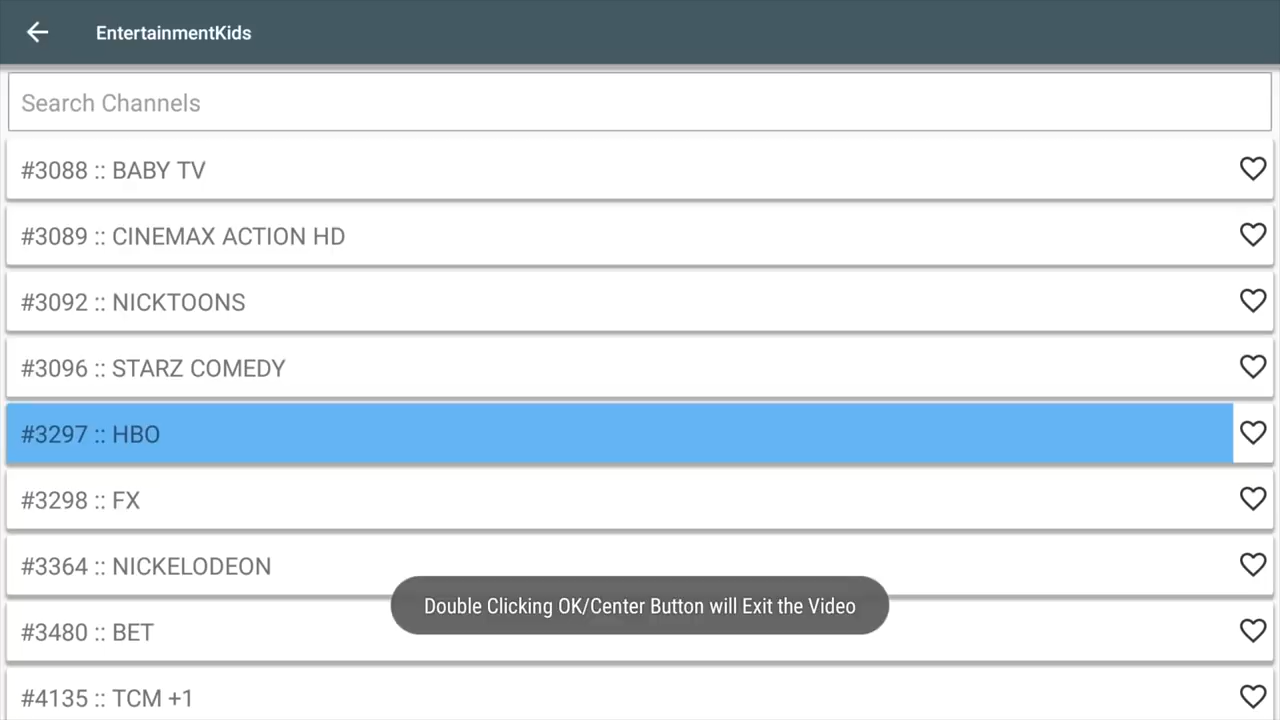 EntertainmentKids
Search Channels
#3088 :: BABY TV
#3089 :: CINEMAX ACTION HD
#3092 :: NICKTOONS
#3096 :: STARZ COMEDY
#3297 :: HBO
#3298 :: FX
#3364 :: NICKELODEON
Double Clicking OK/Center Button will Exit the Video
#3480 :: BET
#4135 :: TCM +1